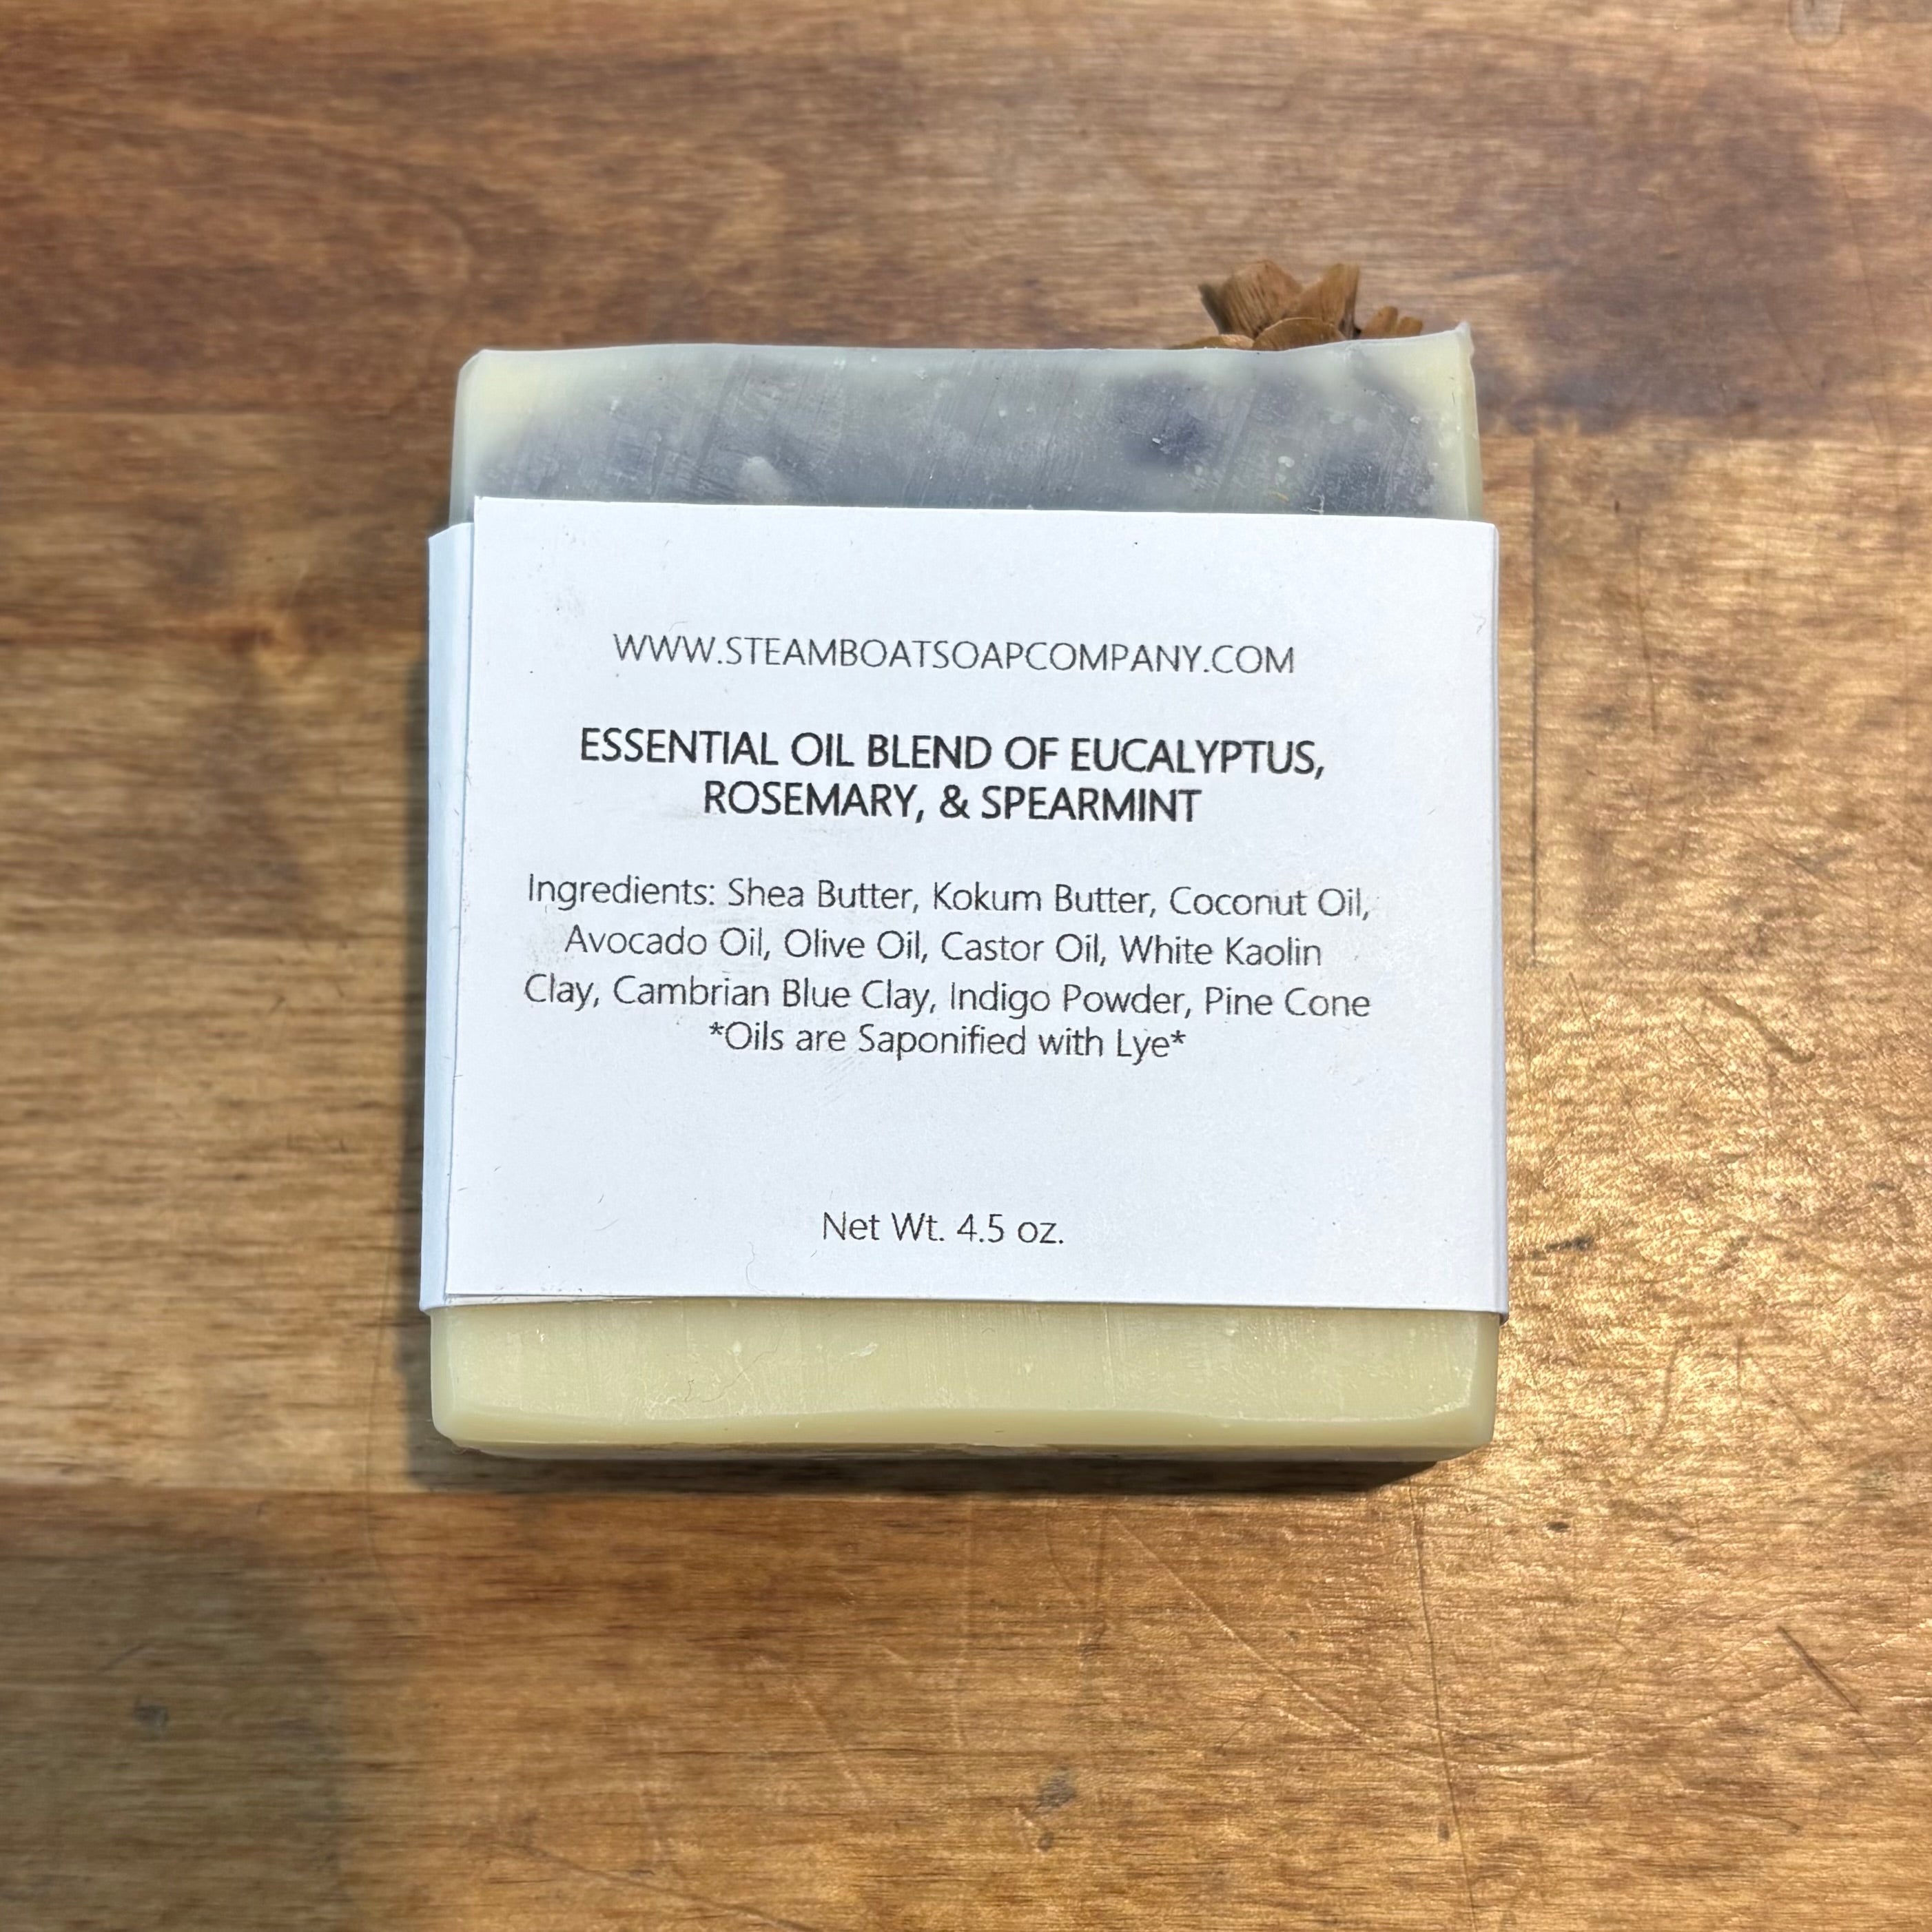 WWW.STEAMBOATSOAPCOMPANY.COM
ESSENTIAL OIL BLEND OF EUCALYPTUS,
ROSEMARY, & SPEARMINT
Ingredients: Shea Butter, Kokum Butter, Coconut Oil,
Avocado Oil, Olive Oil, Castor Oil, White Kaolin
Clay, Cambrian Blue Clay, Indigo Powder, Pine Cone
*Oils are Saponified with Lye*
Net Wt. 4.5 oz.